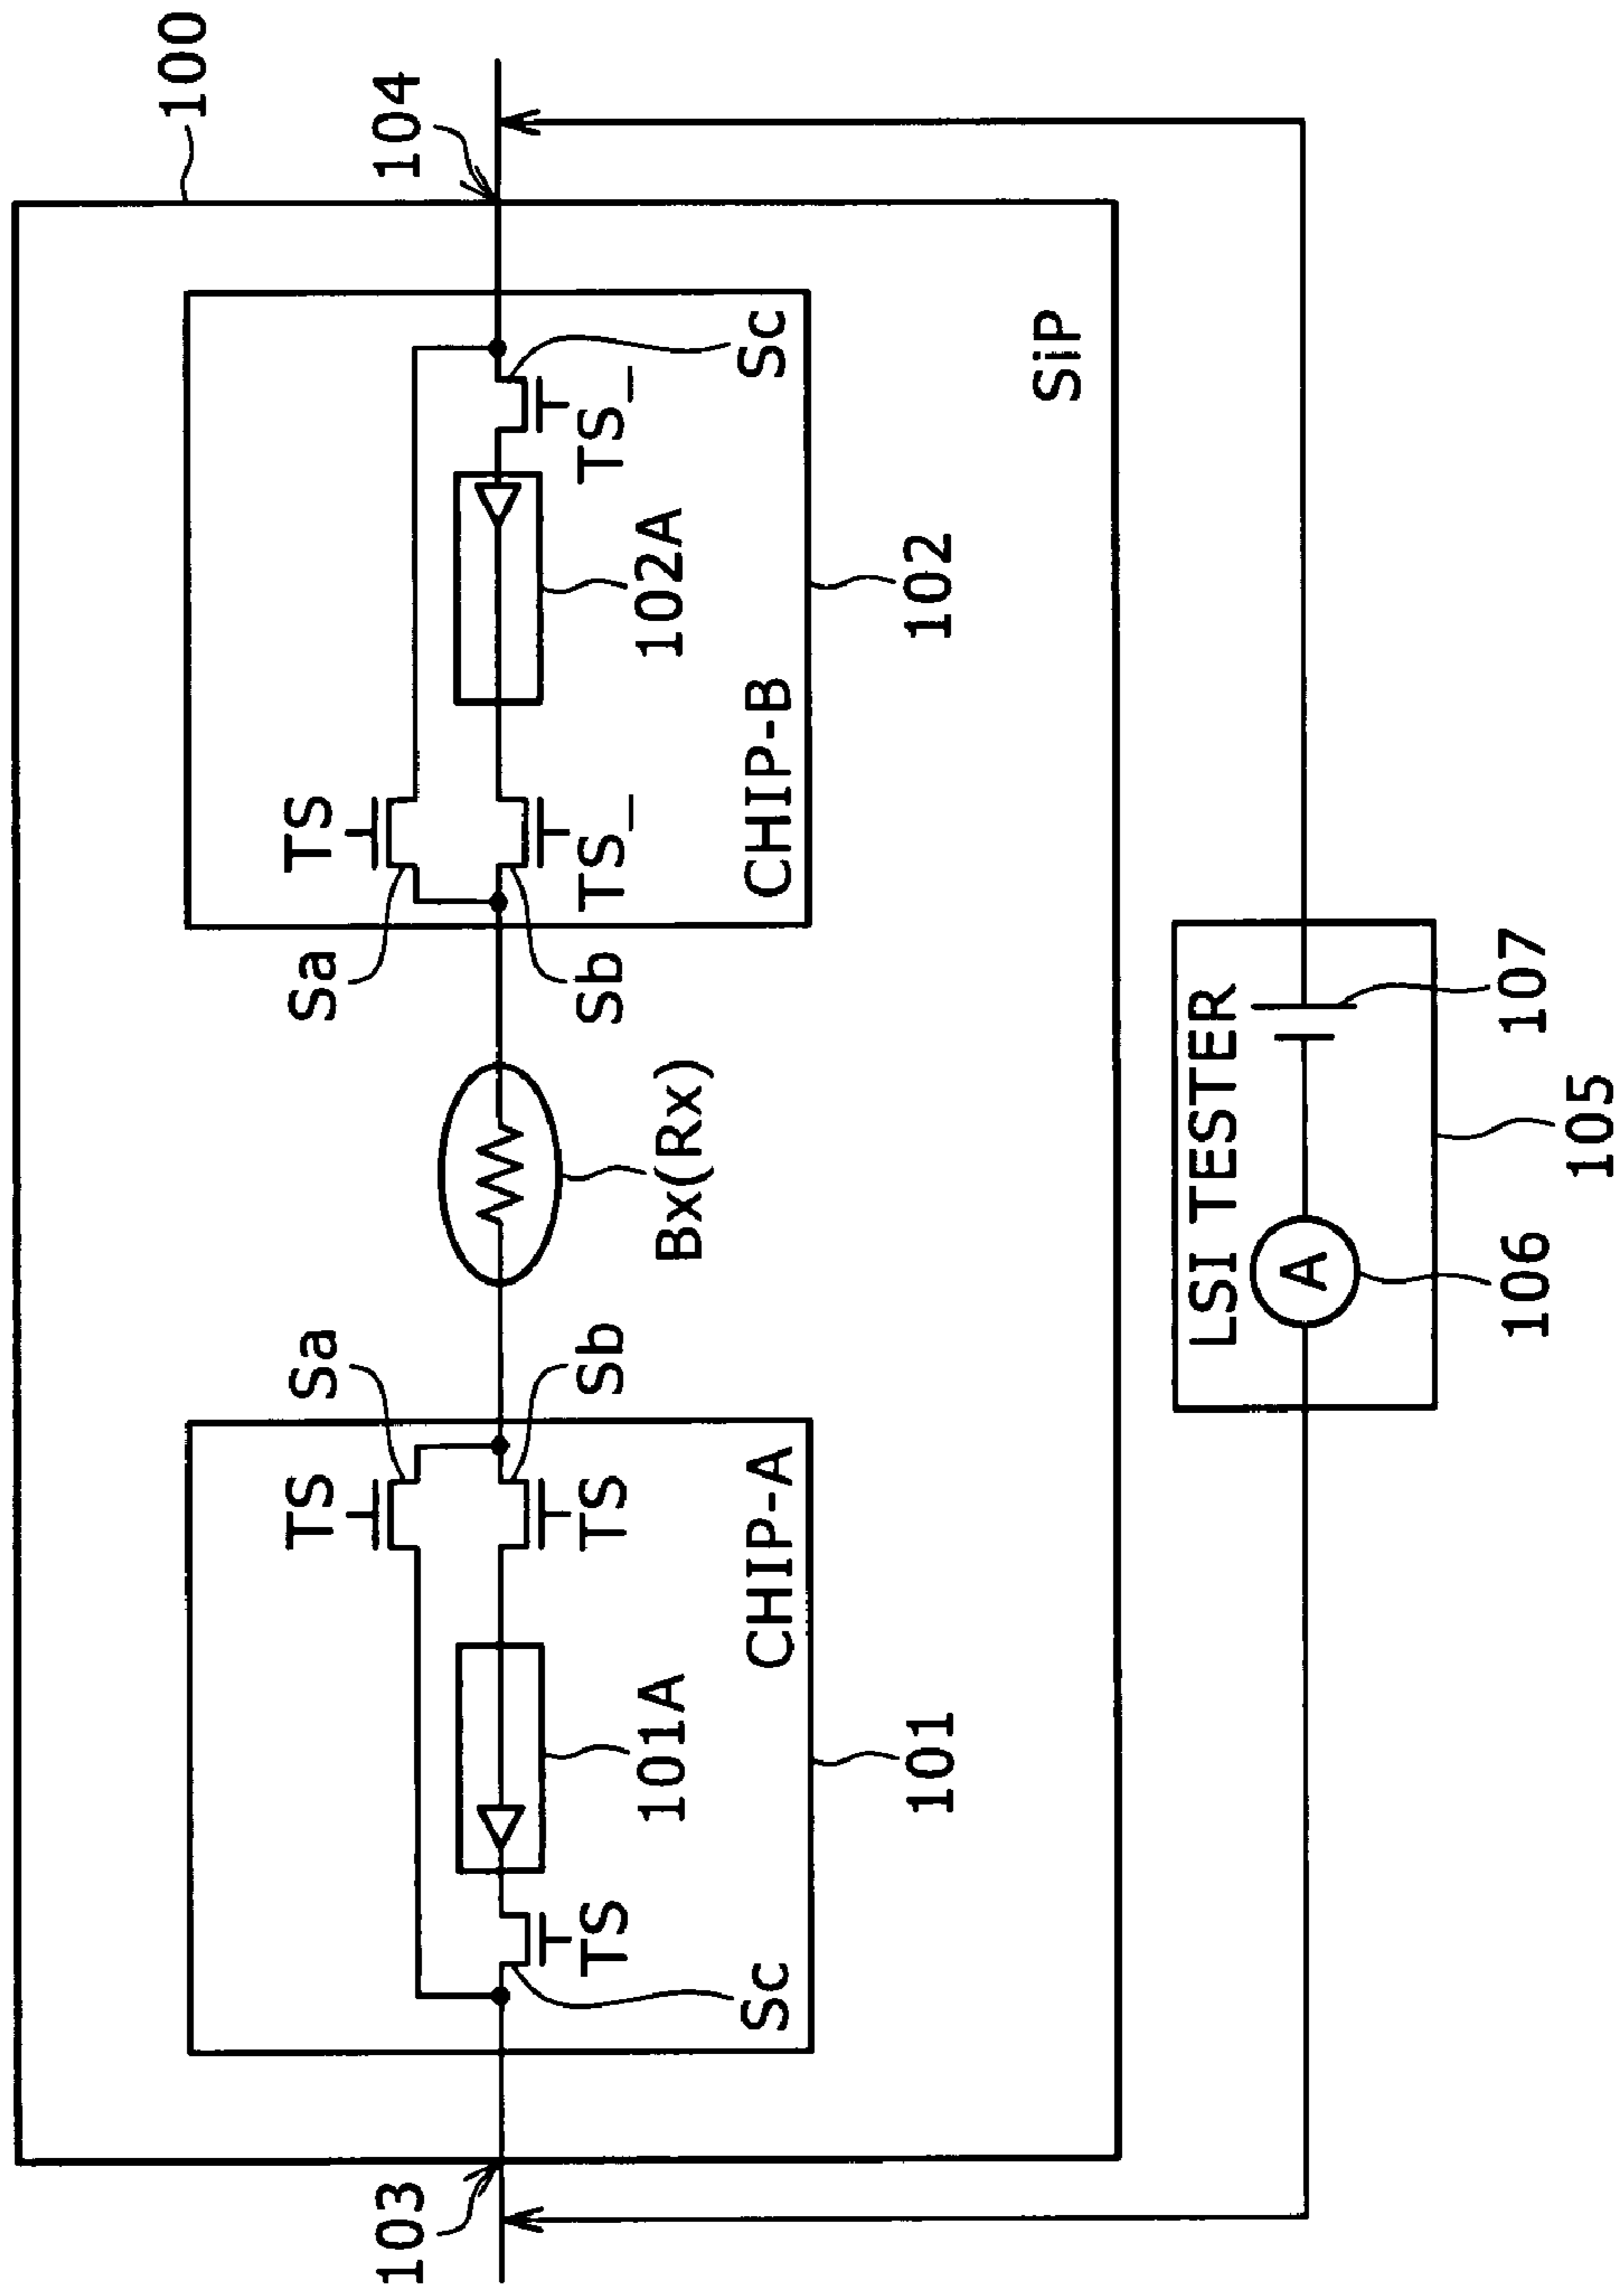 100
TS
Sa
Sa
TS
103
104
TS
TS
Sb
Sb
TS_
TS_
101A
Bx(Rx)
102A
Sc
CHIP-A
CHIP-B
Sc
101
102
SiP
LSI TESTER
A
106
107
105